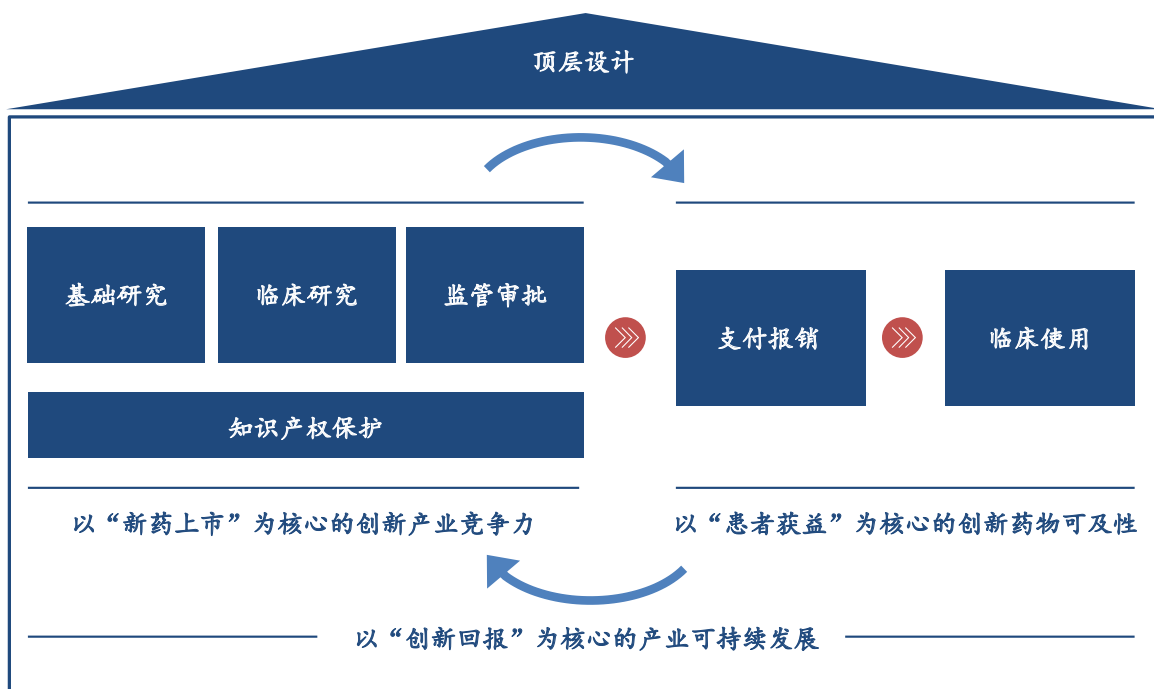 顶层设计
基础研究
临床研究
监管审批
支付报销
临床使用
知识产权保护
以“新药上市”为核心的创新产业竞争力
以“患者获益”为核心的创新药物可及性
以“创新回报”为核心的产业可持续发展